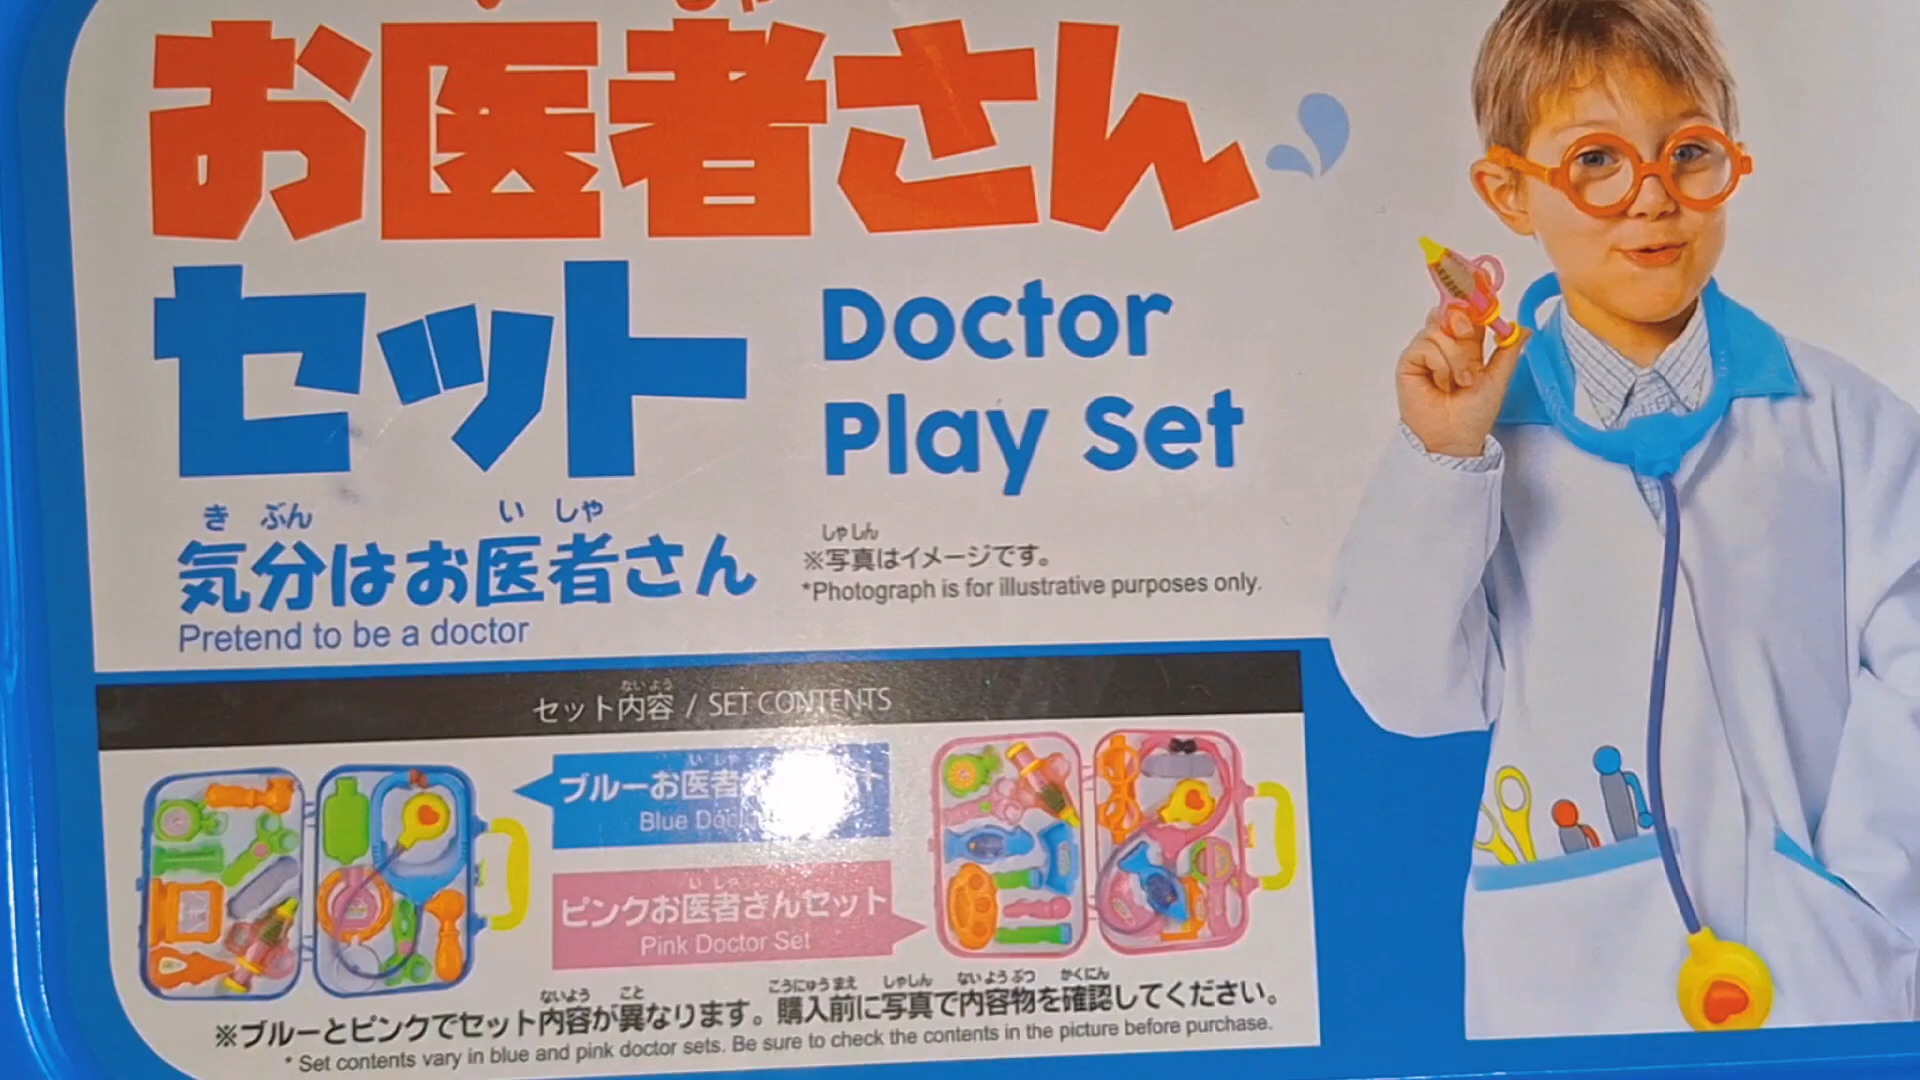 お医者さん
セット
Doctor
Play Set
き ぶん い しゃ
気分はお医者さん
Pretend to be a doctor
しゃしん
※写真はイメージです。
*Photograph is for illustrative purposes only.
ないよう
セット内容 / SET CONTENTS
い しゃ
ブルーお医者
Blue
い しゃ
ピンクお医者さんセット
Pink Doctor Set
ないよう こと こうにゅうまえ しゃしん ないようぶつ かくにん
※ブルーとピンクでセット内容が異なります。購入前に写真で内容物を確認してください。
* Set contents vary in blue and pink doctor sets. Be sure to check the contents in the picture before purchase.